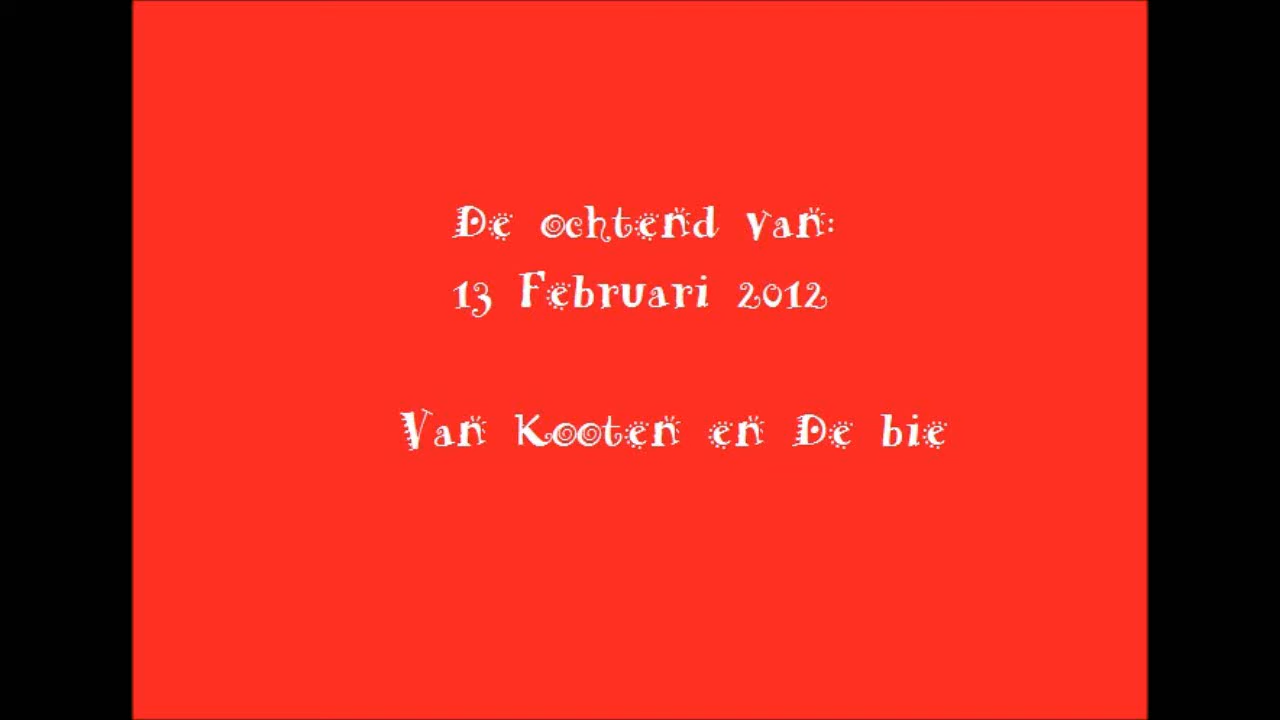 De ochtend van:
13 Februari 2012
Van Kooten en De bie